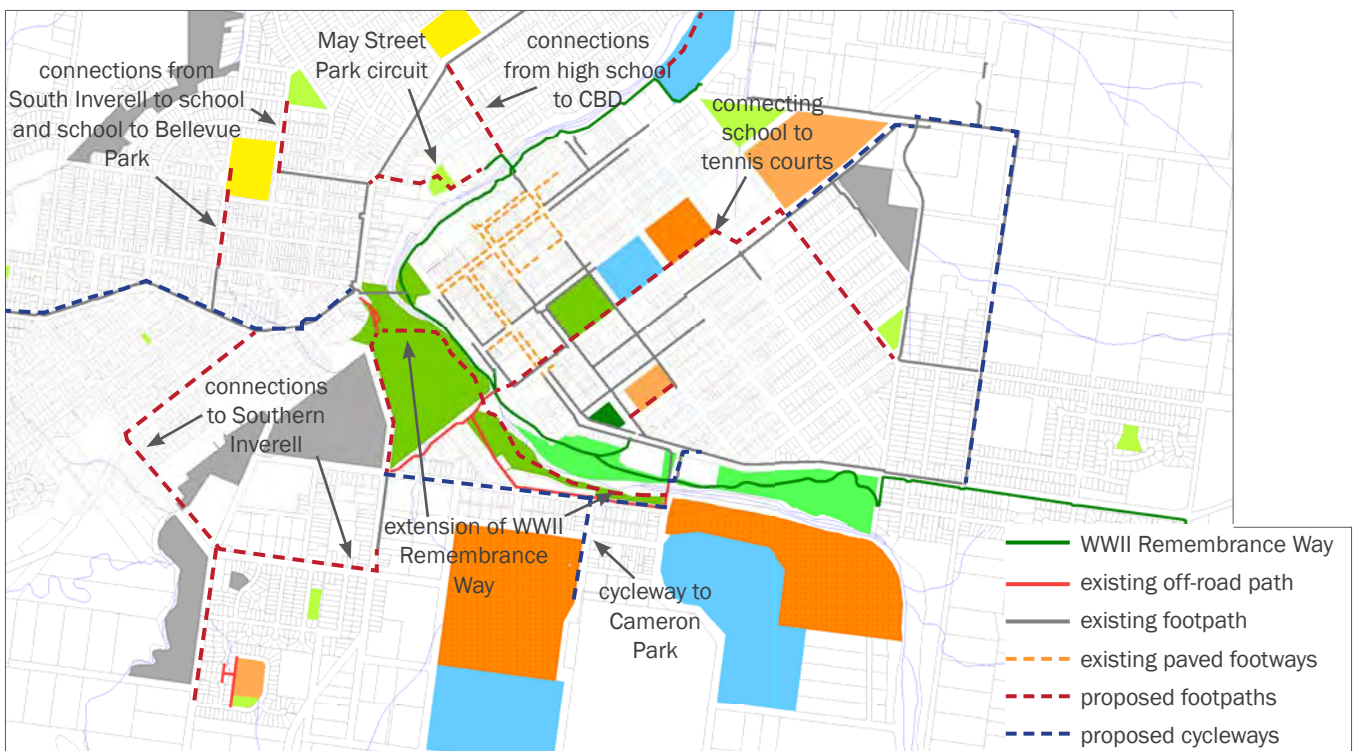 connections from
South Inverell to school
and school to Bellevue
Park
May Street
Park circuit
connections
from high school
to CBD
connecting
school to
tennis courts
connections
to Southern
Inverell
extension of WWII
Remembrance
Way
cycleway to
Cameron
Park
WWII Remembrance Way
existing off-road path
existing footpath
existing paved footways
proposed footpaths
proposed cycleways